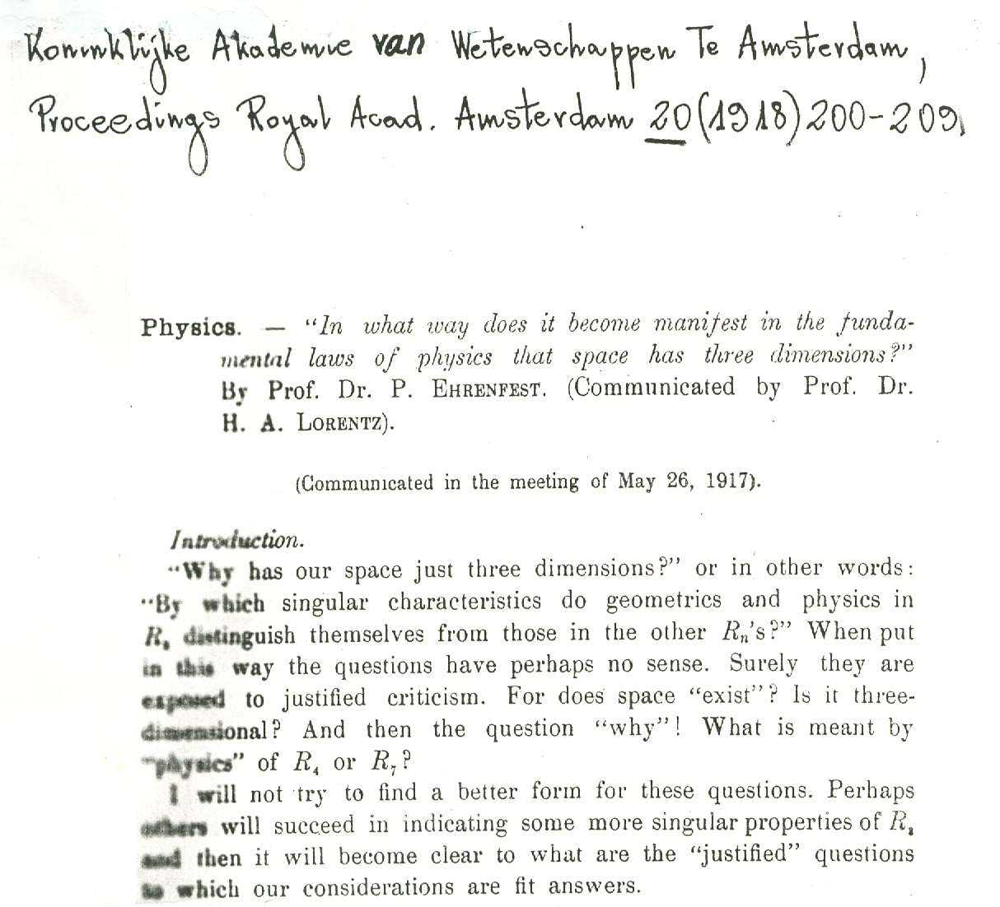 Koninklijke Akademie van Wetenschappen Te Amsterdam,
Proceedings Royal Acad. Amsterdam 20(1918)200-209,
Physics. — “In what way does it become manifest in the funda-
mental laws of physics that space has three dimensions?”
By Prof. Dr. P. EHRENFEST. (Communicated by Prof. Dr.
H. A. LORENTZ).
(Communicated in the meeting of May 26, 1917).
Introduction.
“Why has our space just three dimensions?” or in other words:
“By which singular characteristics do geometrics and physics in
R₃ distinguish themselves from those in the other Rₙ's?” When put
in this way the questions have perhaps no sense. Surely they are
exposed to justified criticism. For does space “exist”? Is it three-
dimensional? And then the question “why”! What is meant by
“physics” of R₄ or R₇?
I will not try to find a better form for these questions. Perhaps
others will succeed in indicating some more singular properties of R₃
and then it will become clear to what are the “justified” questions
to which our considerations are fit answers.